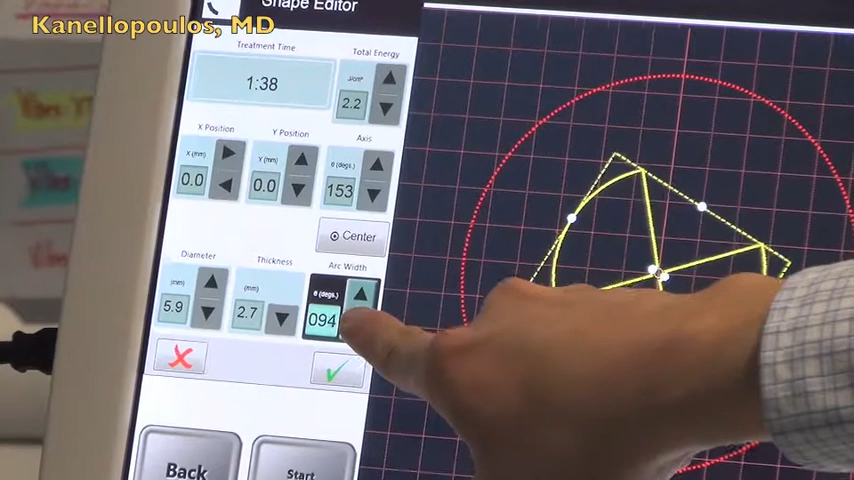 Shape Editor
Kanellopoulos, MD
Treatment Time
Total Energy
1:38
J/cm²
2.2
X Position
Y Position
Axis
X (mm)
Y (mm)
θ (degs.)
0.0
0.0
153
Center
Diameter
Thickness
Arc Width
(mm)
(mm)
θ (degs.)
5.9
2.7
094
Back
Start